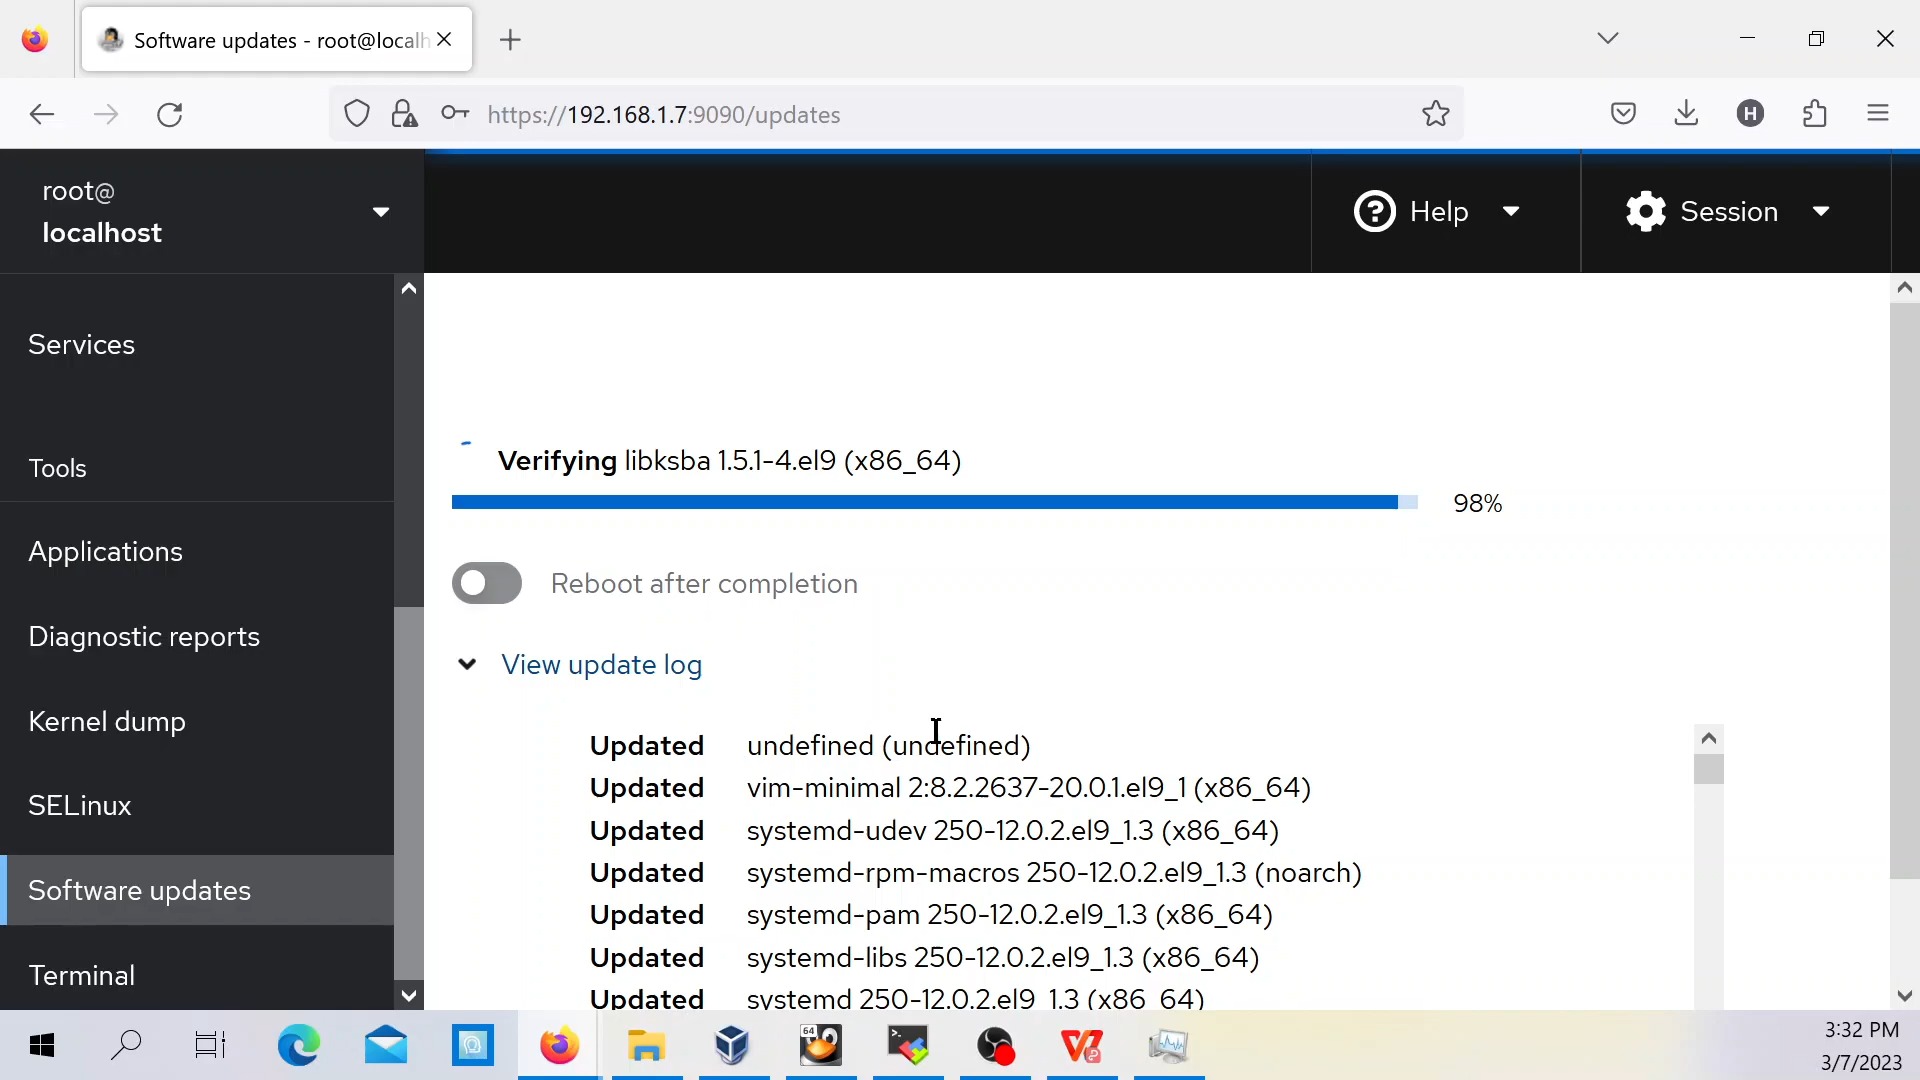 Software updates - root@localh
https://192.168.1.7:9090/updates
H
root@
localhost
Help
Session
Services
Tools
Applications
Diagnostic reports
Kernel dump
SELinux
Software updates
Terminal
Verifying libksba 1.5.1-4.el9 (x86_64)
98%
Reboot after completion
View update log
Updated undefined (undefined)
Updated vim-minimal 2:8.2.2637-20.0.1.el9_1 (x86_64)
Updated systemd-udev 250-12.0.2.el9_1.3 (x86_64)
Updated systemd-rpm-macros 250-12.0.2.el9_1.3 (noarch)
Updated systemd-pam 250-12.0.2.el9_1.3 (x86_64)
Updated systemd-libs 250-12.0.2.el9_1.3 (x86_64)
Updated systemd 250-12.0.2.el9_1.3 (x86_64)
64
3:32 PM
3/7/2023